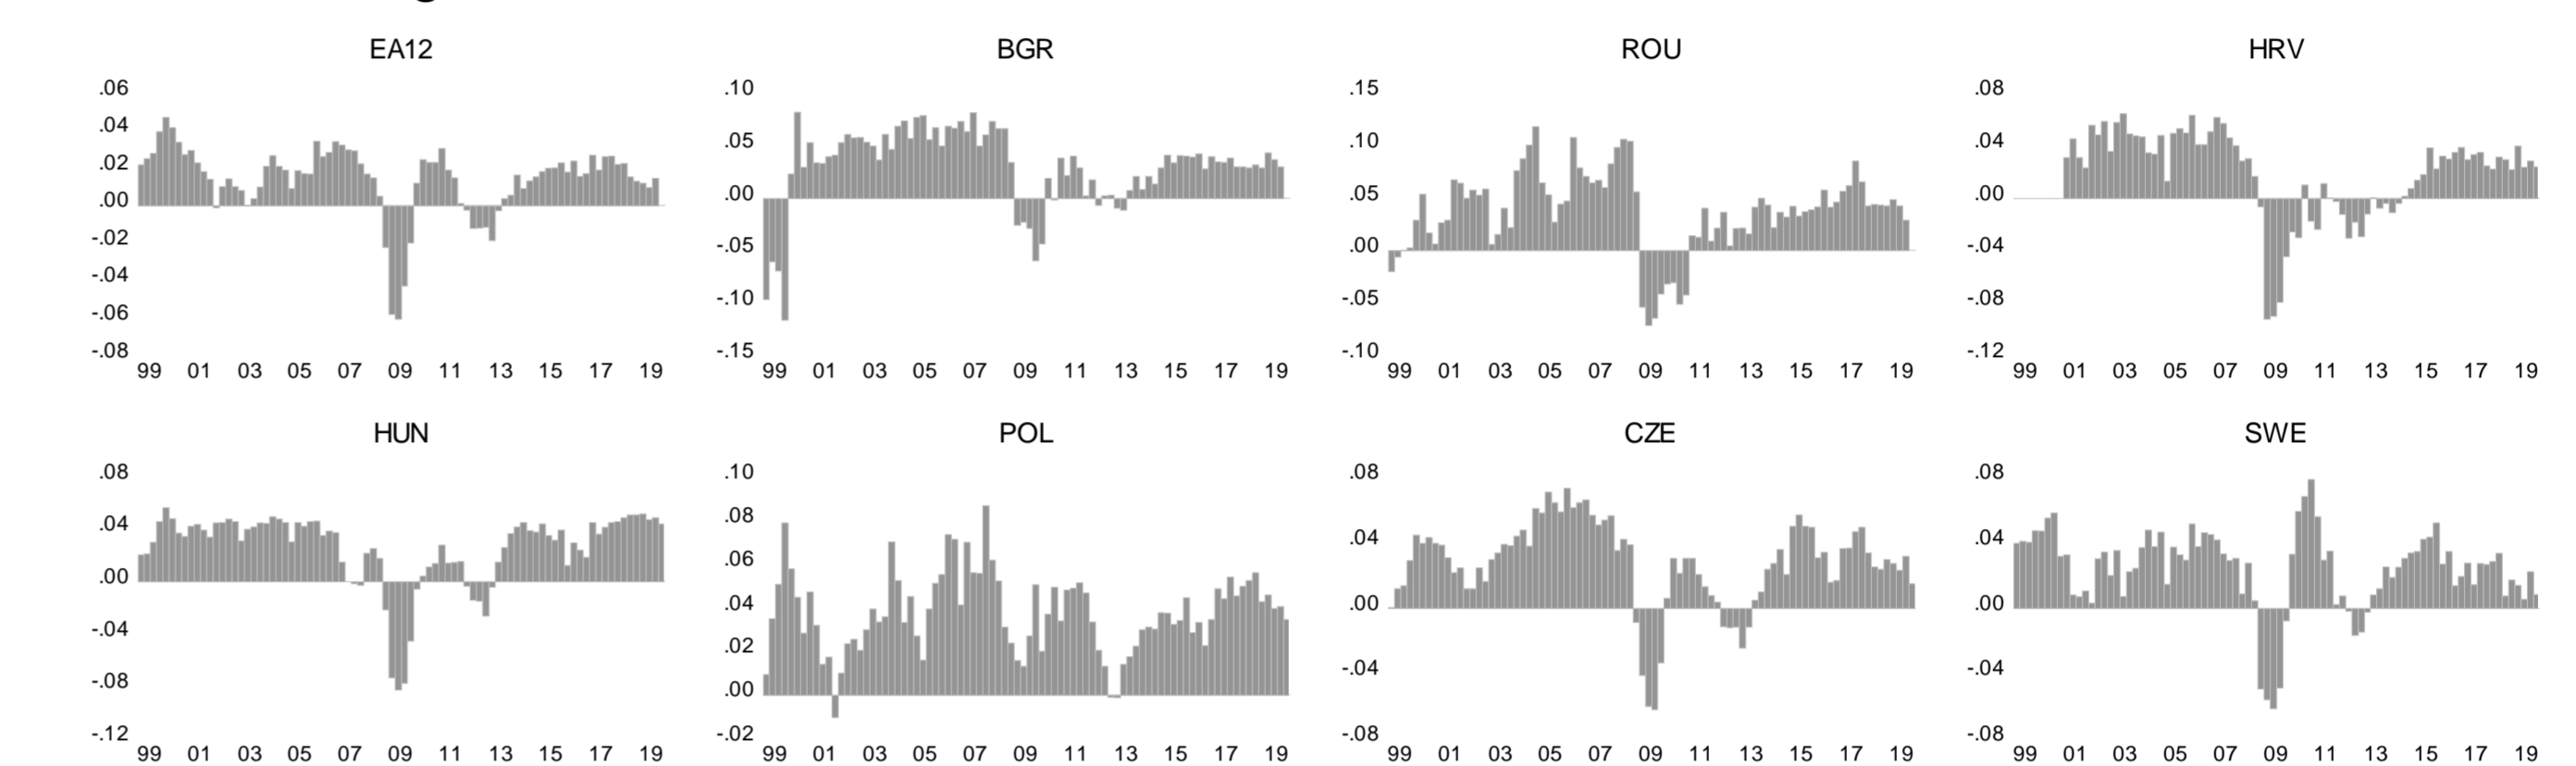 EA12 BGR ROU HRV
.06 .10 .15 .08
.04 .05 .10 .04
.02 .00 .05 .00
.00 -.05 .00 -.04
-.02 -.10 -.05 -.08
-.04 -.15 -.10 -.12
-.06
-.08
99 01 03 05 07 09 11 13 15 17 19 99 01 03 05 07 09 11 13 15 17 19 99 01 03 05 07 09 11 13 15 17 19 99 01 03 05 07 09 11 13 15 17 19
HUN POL CZE SWE
.08 .10 .08 .08
.04 .08 .04 .04
.00 .06 .00 .00
-.04 .04 -.04 -.04
-.08 .02 -.08 -.08
-.12 .00
-.02
99 01 03 05 07 09 11 13 15 17 19 99 01 03 05 07 09 11 13 15 17 19 99 01 03 05 07 09 11 13 15 17 19 99 01 03 05 07 09 11 13 15 17 19